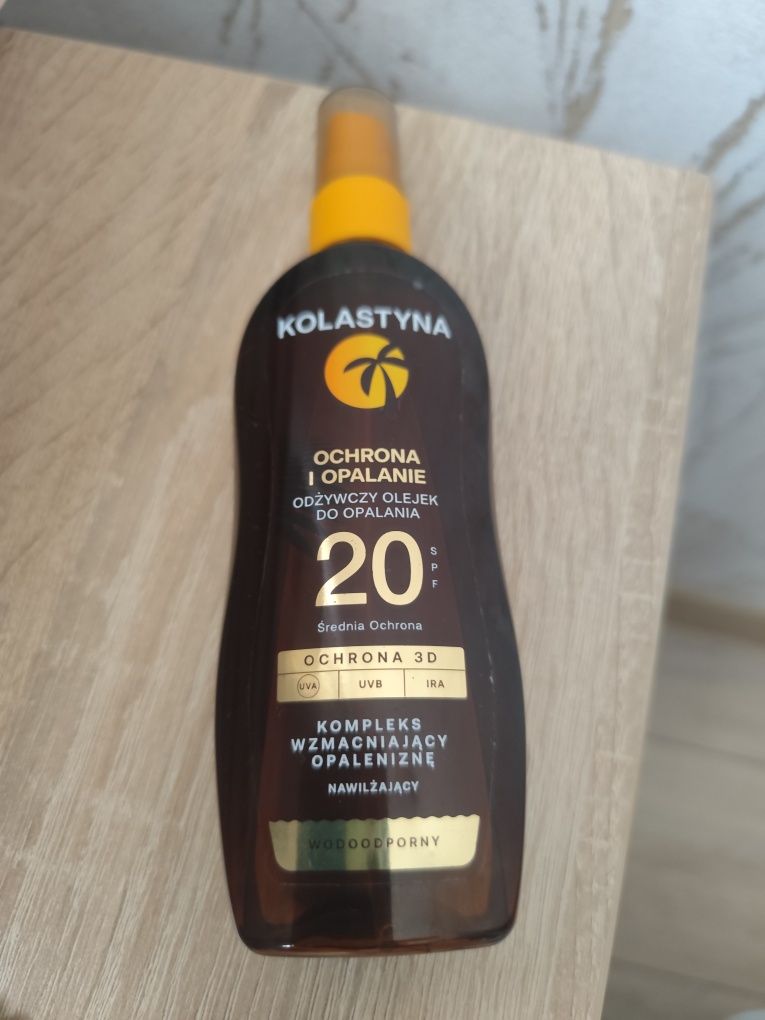 KOLASTYNA
OCHRONA
I OPALANIE
ODŻYWCZY OLEJEK
DO OPALANIA
20
SPF
Średnia Ochrona
OCHRONA 3D
UVA UVB IRA
KOMPLEKS
WZMACNIAJĄCY
OPALENIZNĘ
NAWILŻAJĄCY
WODOODPORNY